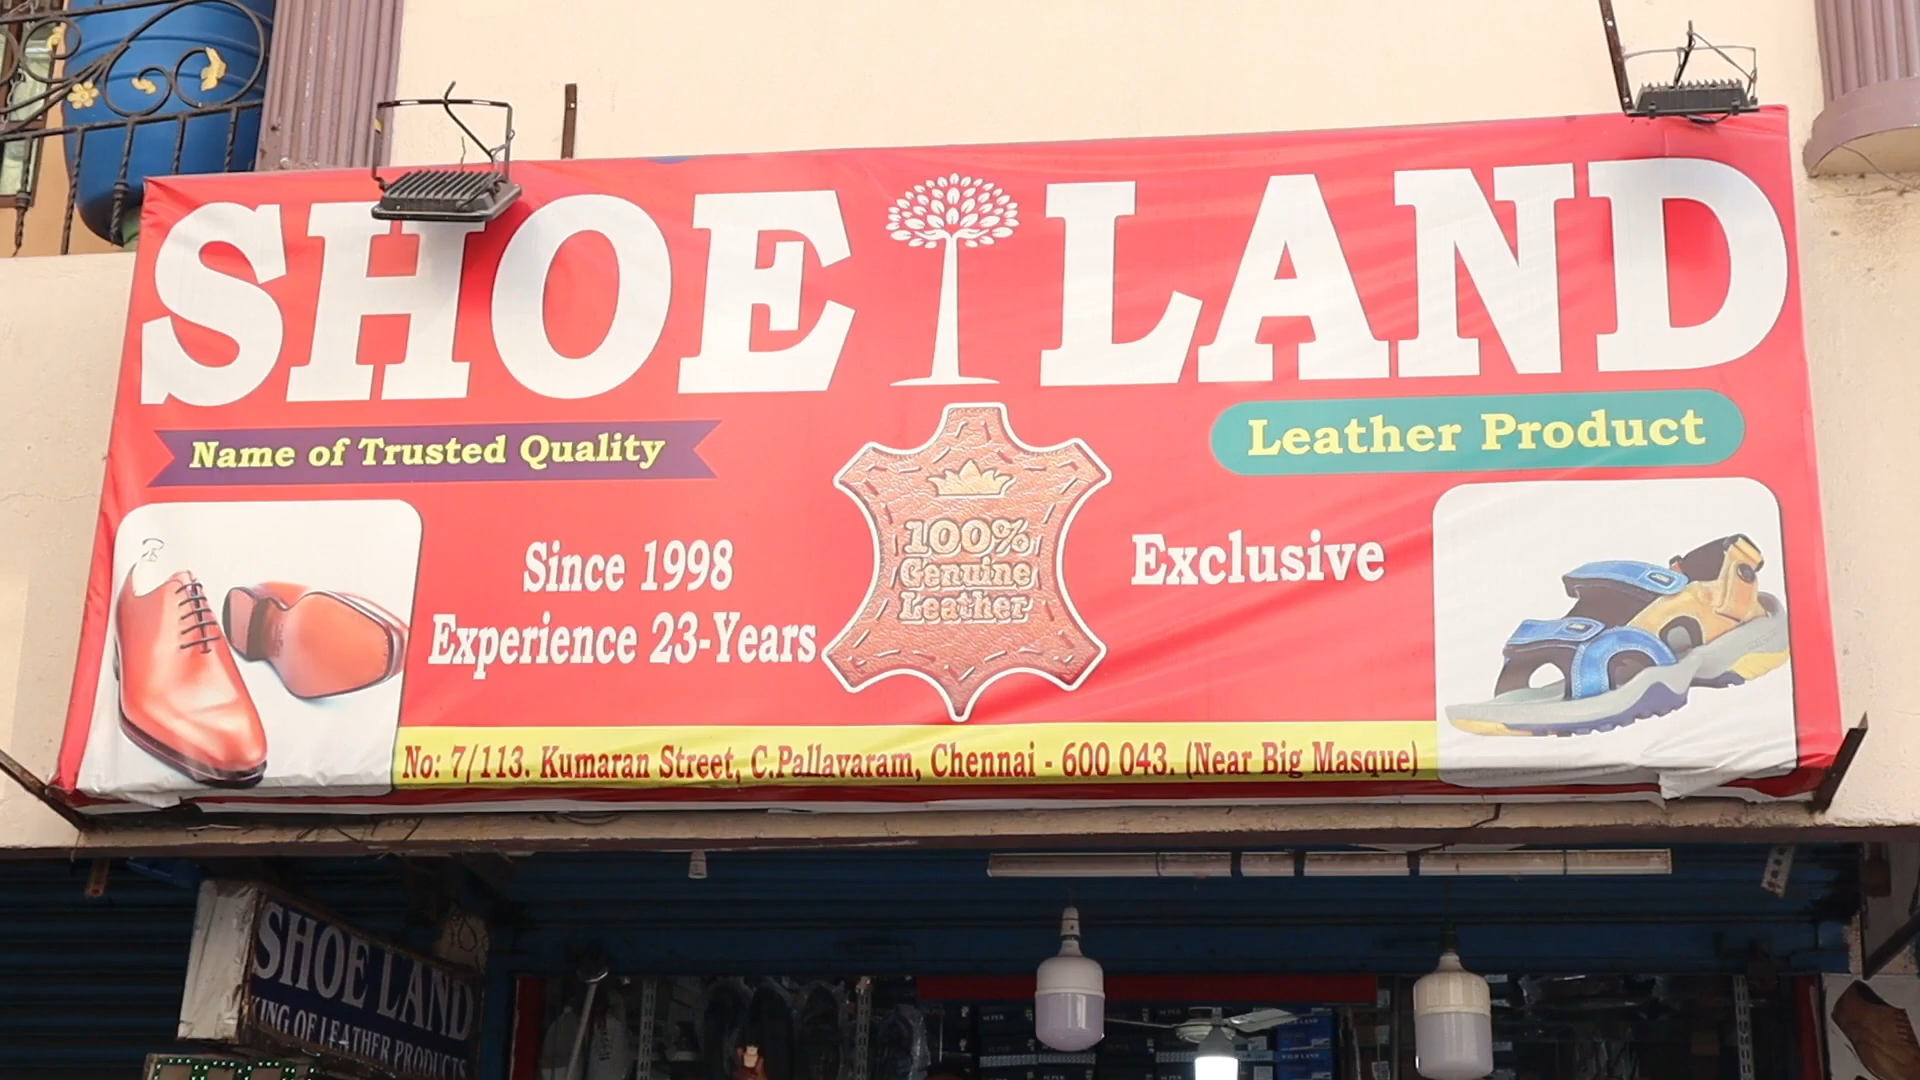 SHOE LAND
Name of Trusted Quality
Leather Product
Since 1998
Experience 23-Years
100%
Genuine
Leather
Exclusive
No: 7/113. Kumaran Street, C.Pallavaram, Chennai - 600 043. (Near Big Masque)
SHOE LAND
KING OF LEATHER PRODUCTS